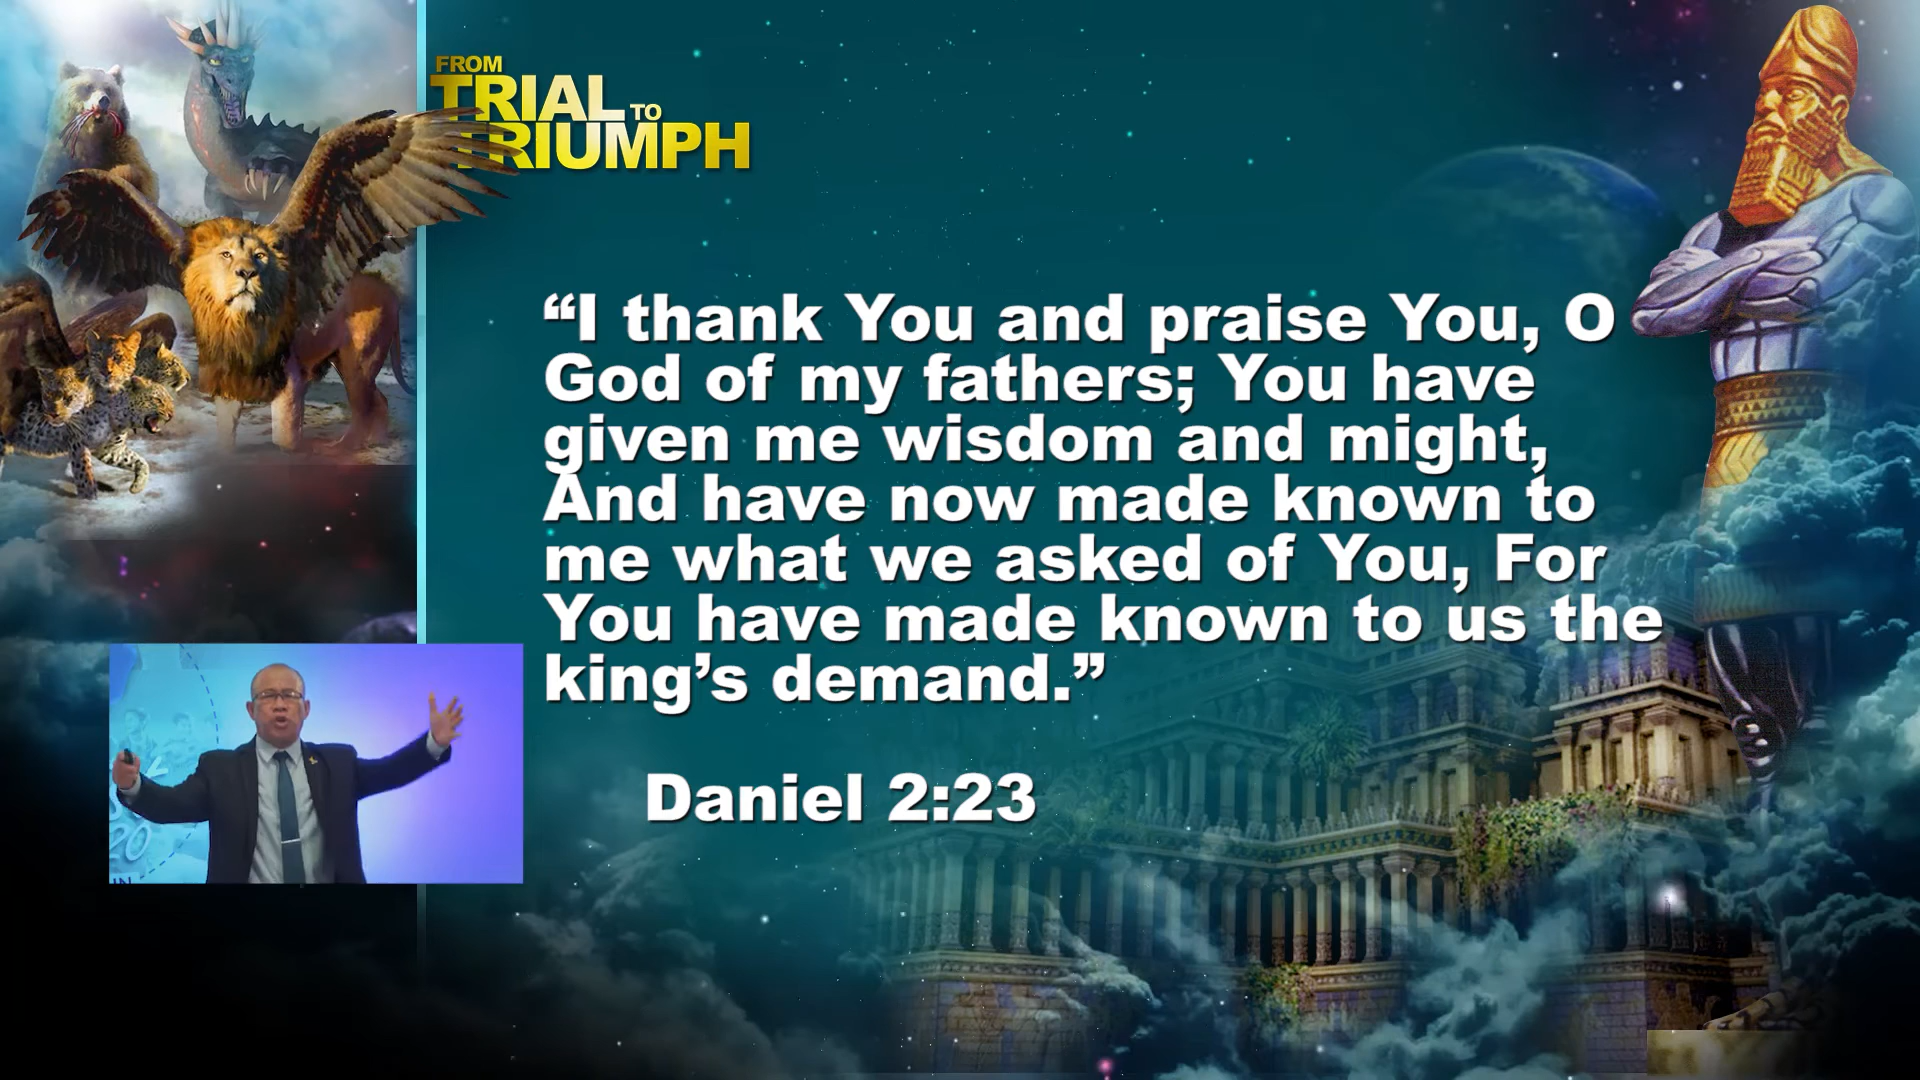 FROM
TRIAL TO
TRIUMPH
“I thank You and praise You, O
God of my fathers; You have
given me wisdom and might,
And have now made known to
me what we asked of You, For
You have made known to us the
king’s demand.”
Daniel 2:23
20
IN